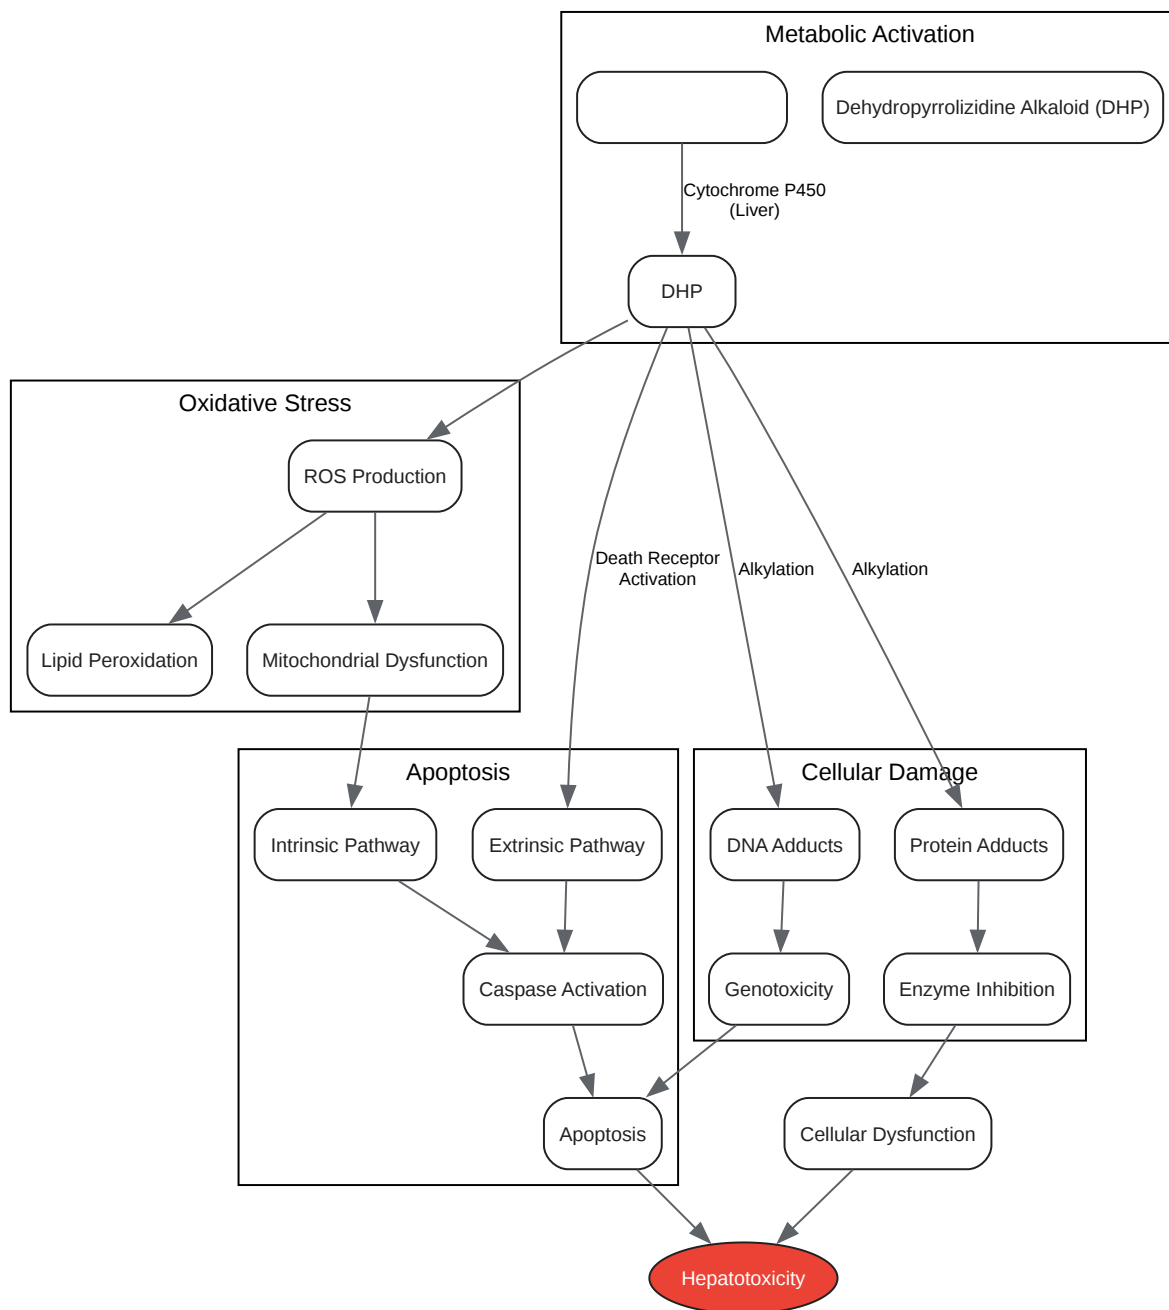 Metabolic Activation
Dehydropyrrolizidine Alkaloid (DHP)
Cytochrome P450
(Liver)
DHP
Oxidative Stress
ROS Production
Lipid Peroxidation
Mitochondrial Dysfunction
Death Receptor
Activation
Alkylation
Alkylation
Apoptosis
Intrinsic Pathway
Extrinsic Pathway
Caspase Activation
Apoptosis
Cellular Damage
DNA Adducts
Protein Adducts
Genotoxicity
Enzyme Inhibition
Cellular Dysfunction
Hepatotoxicity